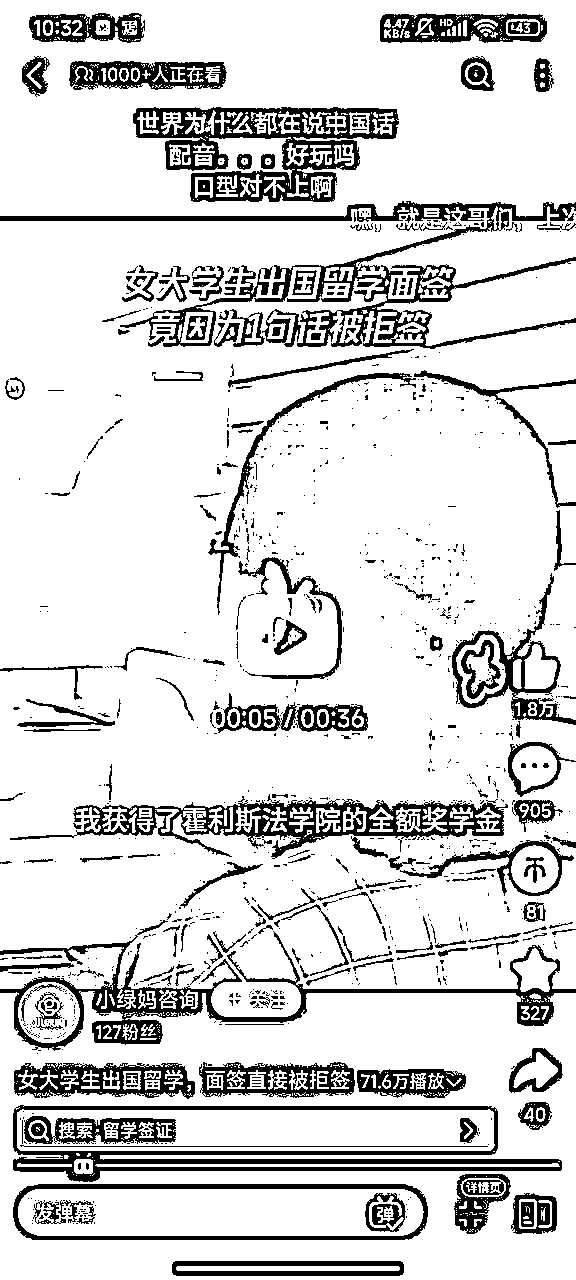 10:32
4.47 KB/s
HD
43
1000+人正在看
世界为什么都在说中国话
配音。。。好玩吗
口型对不上啊
嘿，就是这哥们，上次
女大学生出国留学面签
竟因为1句话被拒签
00:05 / 00:36
1.8万
905
我获得了霍利斯法学院的全额奖学金
81
327
小绿妈咨询
+ 关注
127粉丝
女大学生出国留学，面签直接被拒签 71.6万播放
40
搜索·留学签证
详情页
发弹幕
弹